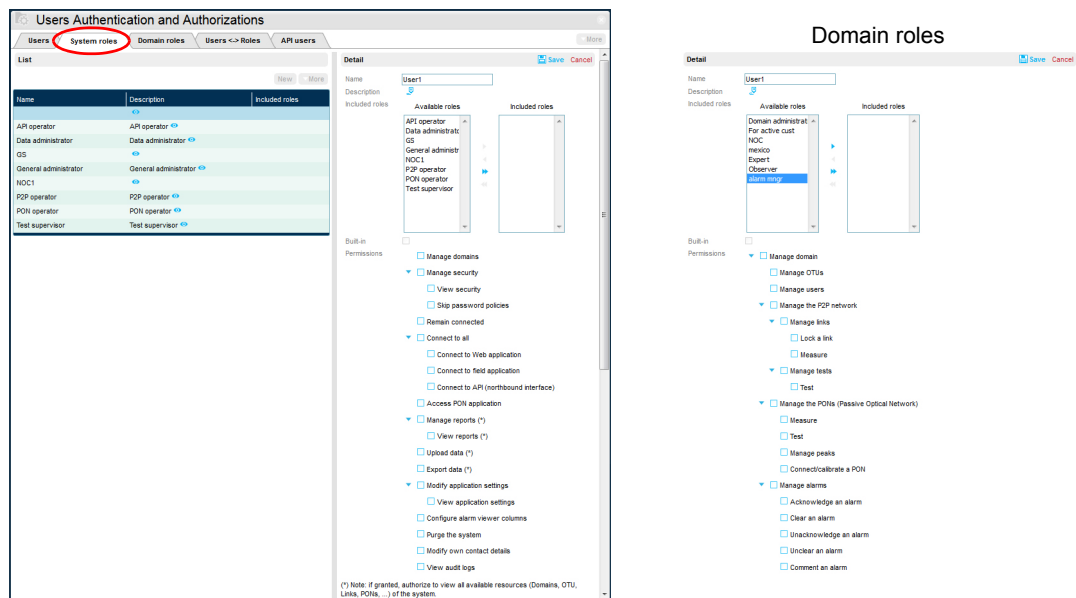 Users Authentication and Authorizations
Users
System roles
Domain roles
Users <-> Roles
API users
More
List
New
More
Name Description Included roles
API operator API operator
Data administrator Data administrator
GS
General administrator General administrator
NOC1
P2P operator P2P operator
PON operator PON operator
Test supervisor Test supervisor
Detail
Save Cancel
Name User1
Description
Included roles
Available roles Included roles
API operator
Data administratc
GS
General administr
NOC1
P2P operator
PON operator
Test supervisor
Built-in
Permissions
Manage domains
Manage security
View security
Skip password policies
Remain connected
Connect to all
Connect to Web application
Connect to field application
Connect to API (northbound interface)
Access PON application
Manage reports (*)
View reports (*)
Upload data (*)
Export data (*)
Modify application settings
View application settings
Configure alarm viewer columns
Purge the system
Modify own contact details
View audit logs
(*) Note: if granted, authorize to view all available resources (Domains, OTU,
Links, PONs, ...) of the system.
Domain roles
Detail
Save Cancel
Name User1
Description
Included roles
Available roles Included roles
Domain administrat
For active cust
NOC
mexico
Expert
Observer
alarm mngr
Built-in
Permissions
Manage domain
Manage OTUs
Manage users
Manage the P2P network
Manage links
Lock a link
Measure
Manage tests
Test
Manage the PONs (Passive Optical Network)
Measure
Test
Manage peaks
Connect/calibrate a PON
Manage alarms
Acknowledge an alarm
Clear an alarm
Unacknowledge an alarm
Unclear an alarm
Comment an alarm